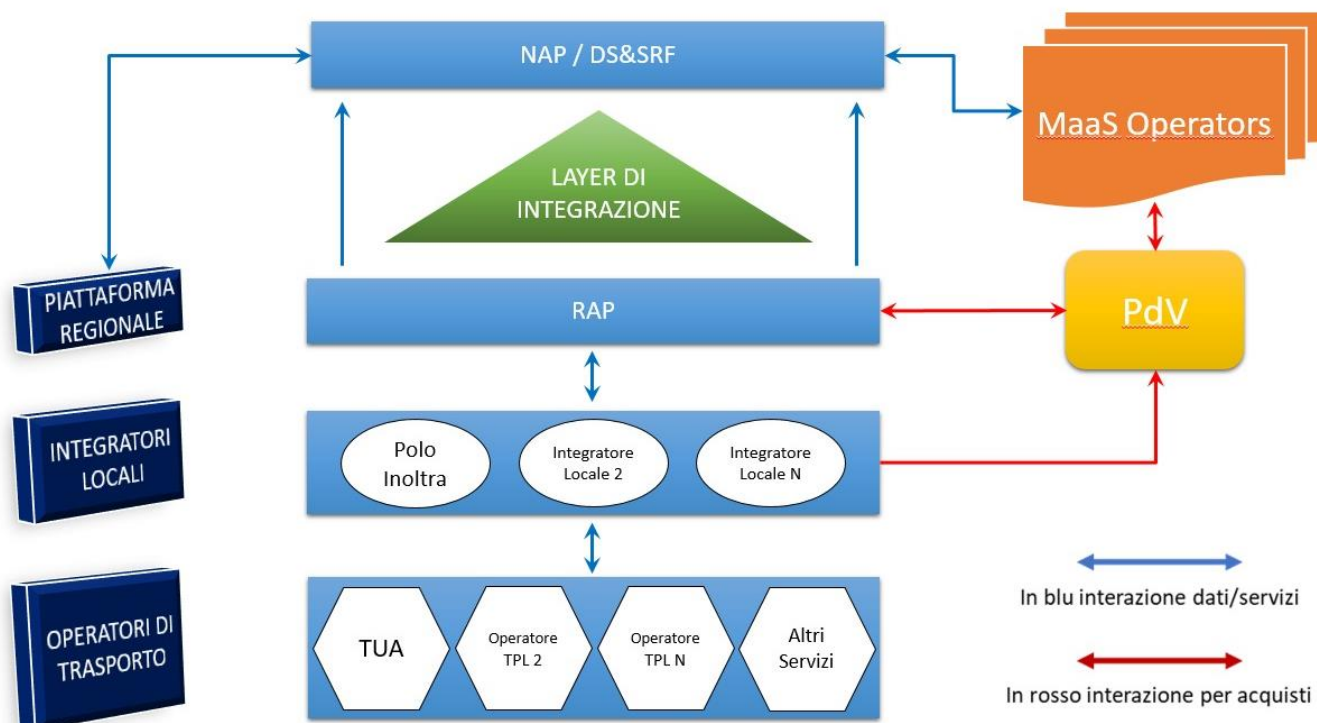 NAP / DS&SRF
MaaS Operators
LAYER DI
INTEGRAZIONE
PIATTAFORMA
REGIONALE
RAP
PdV
INTEGRATORI
LOCALI
Polo
Inoltra
Integratore
Locale 2
Integratore
Locale N
OPERATORI DI
TRASPORTO
TUA
Operatore
TPL 2
Operatore
TPL N
Altri
Servizi
In blu interazione dati/servizi
In rosso interazione per acquisti